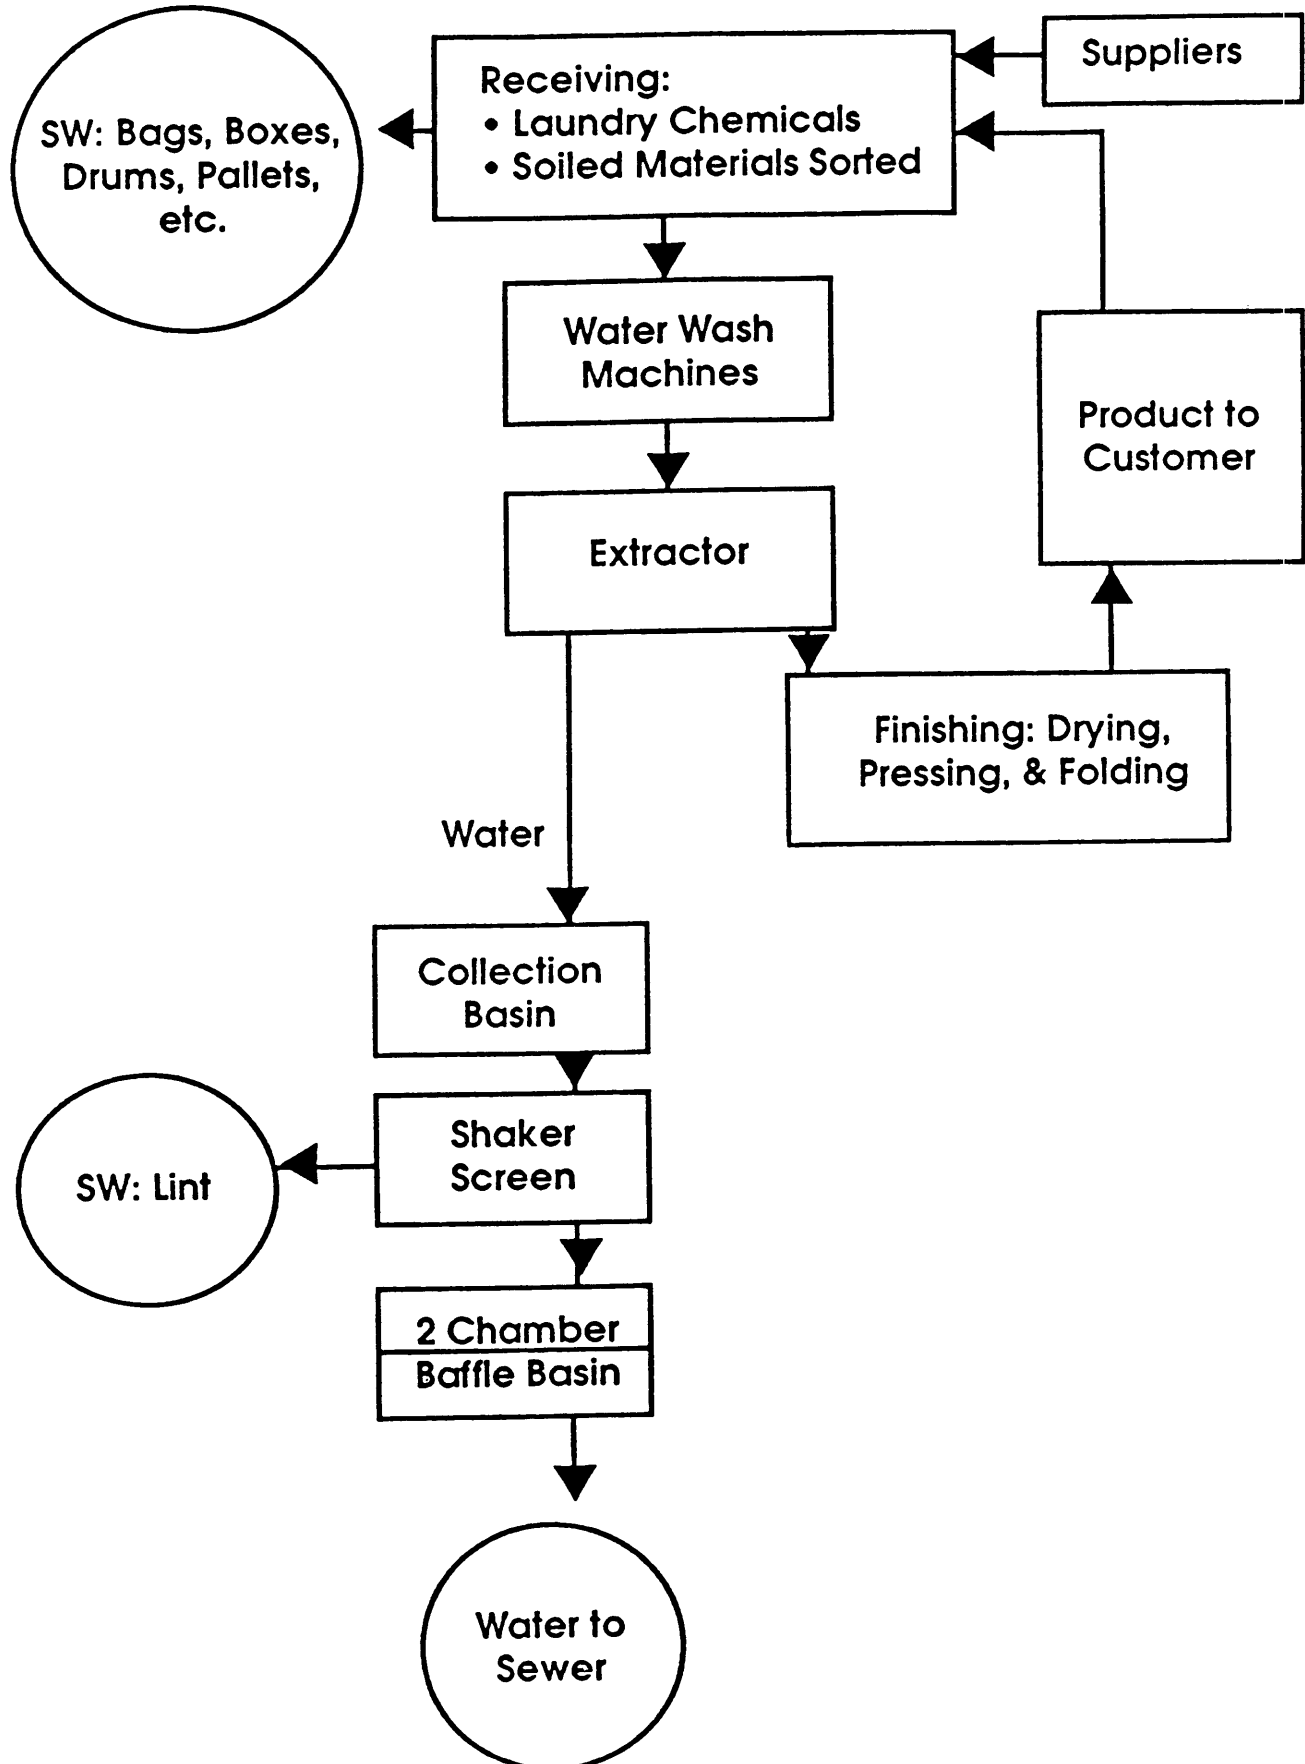 Suppliers
Receiving:
• Laundry Chemicals
• Soiled Materials Sorted
SW: Bags, Boxes,
Drums, Pallets,
etc.
Water Wash
Machines
Product to
Customer
Extractor
Finishing: Drying,
Pressing, & Folding
Water
Collection
Basin
Shaker
Screen
SW: Lint
2 Chamber
Baffle Basin
Water to
Sewer